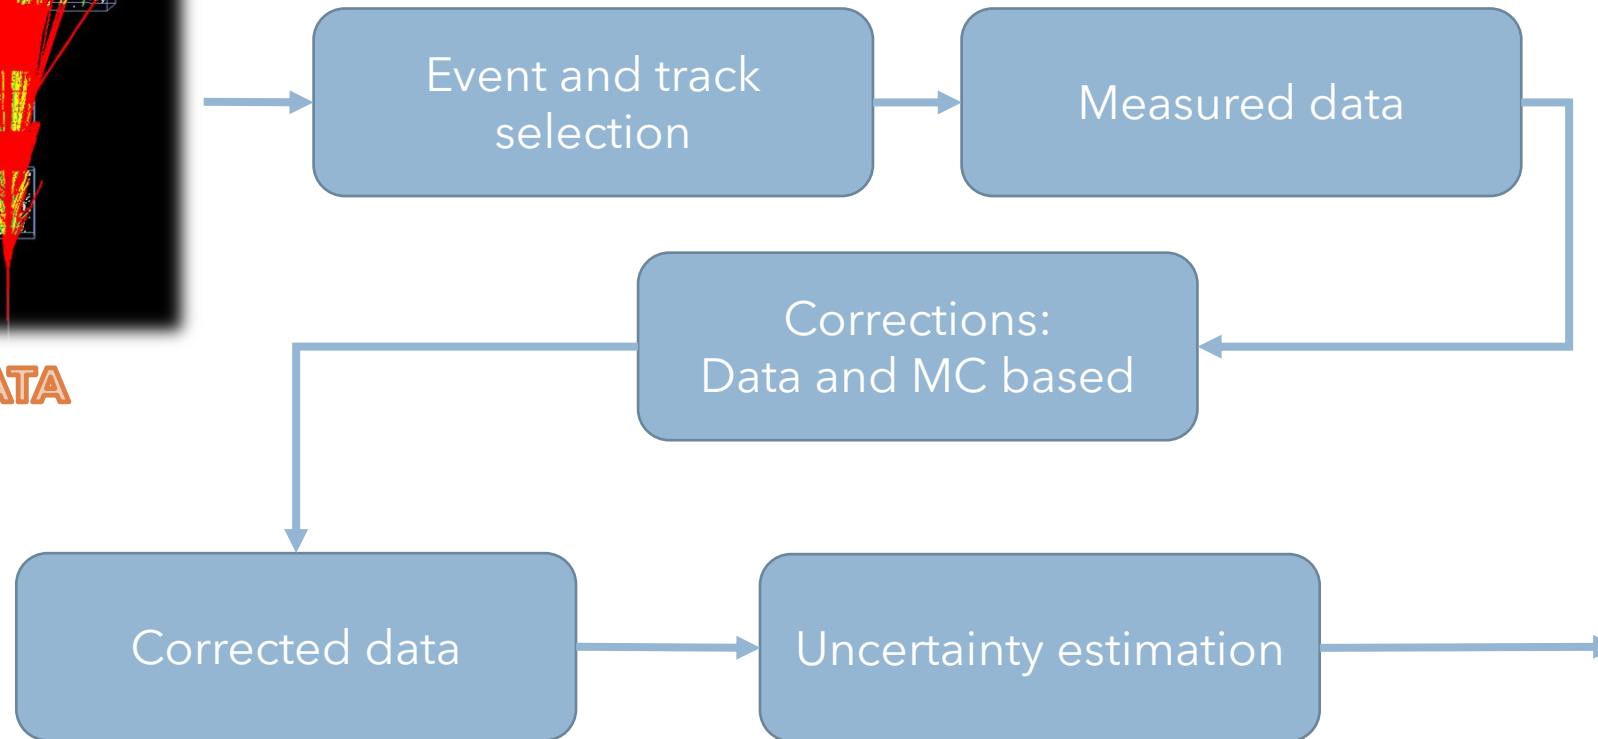 Event and track
selection
Measured data
Corrections:
Data and MC based
Corrected data
Uncertainty estimation